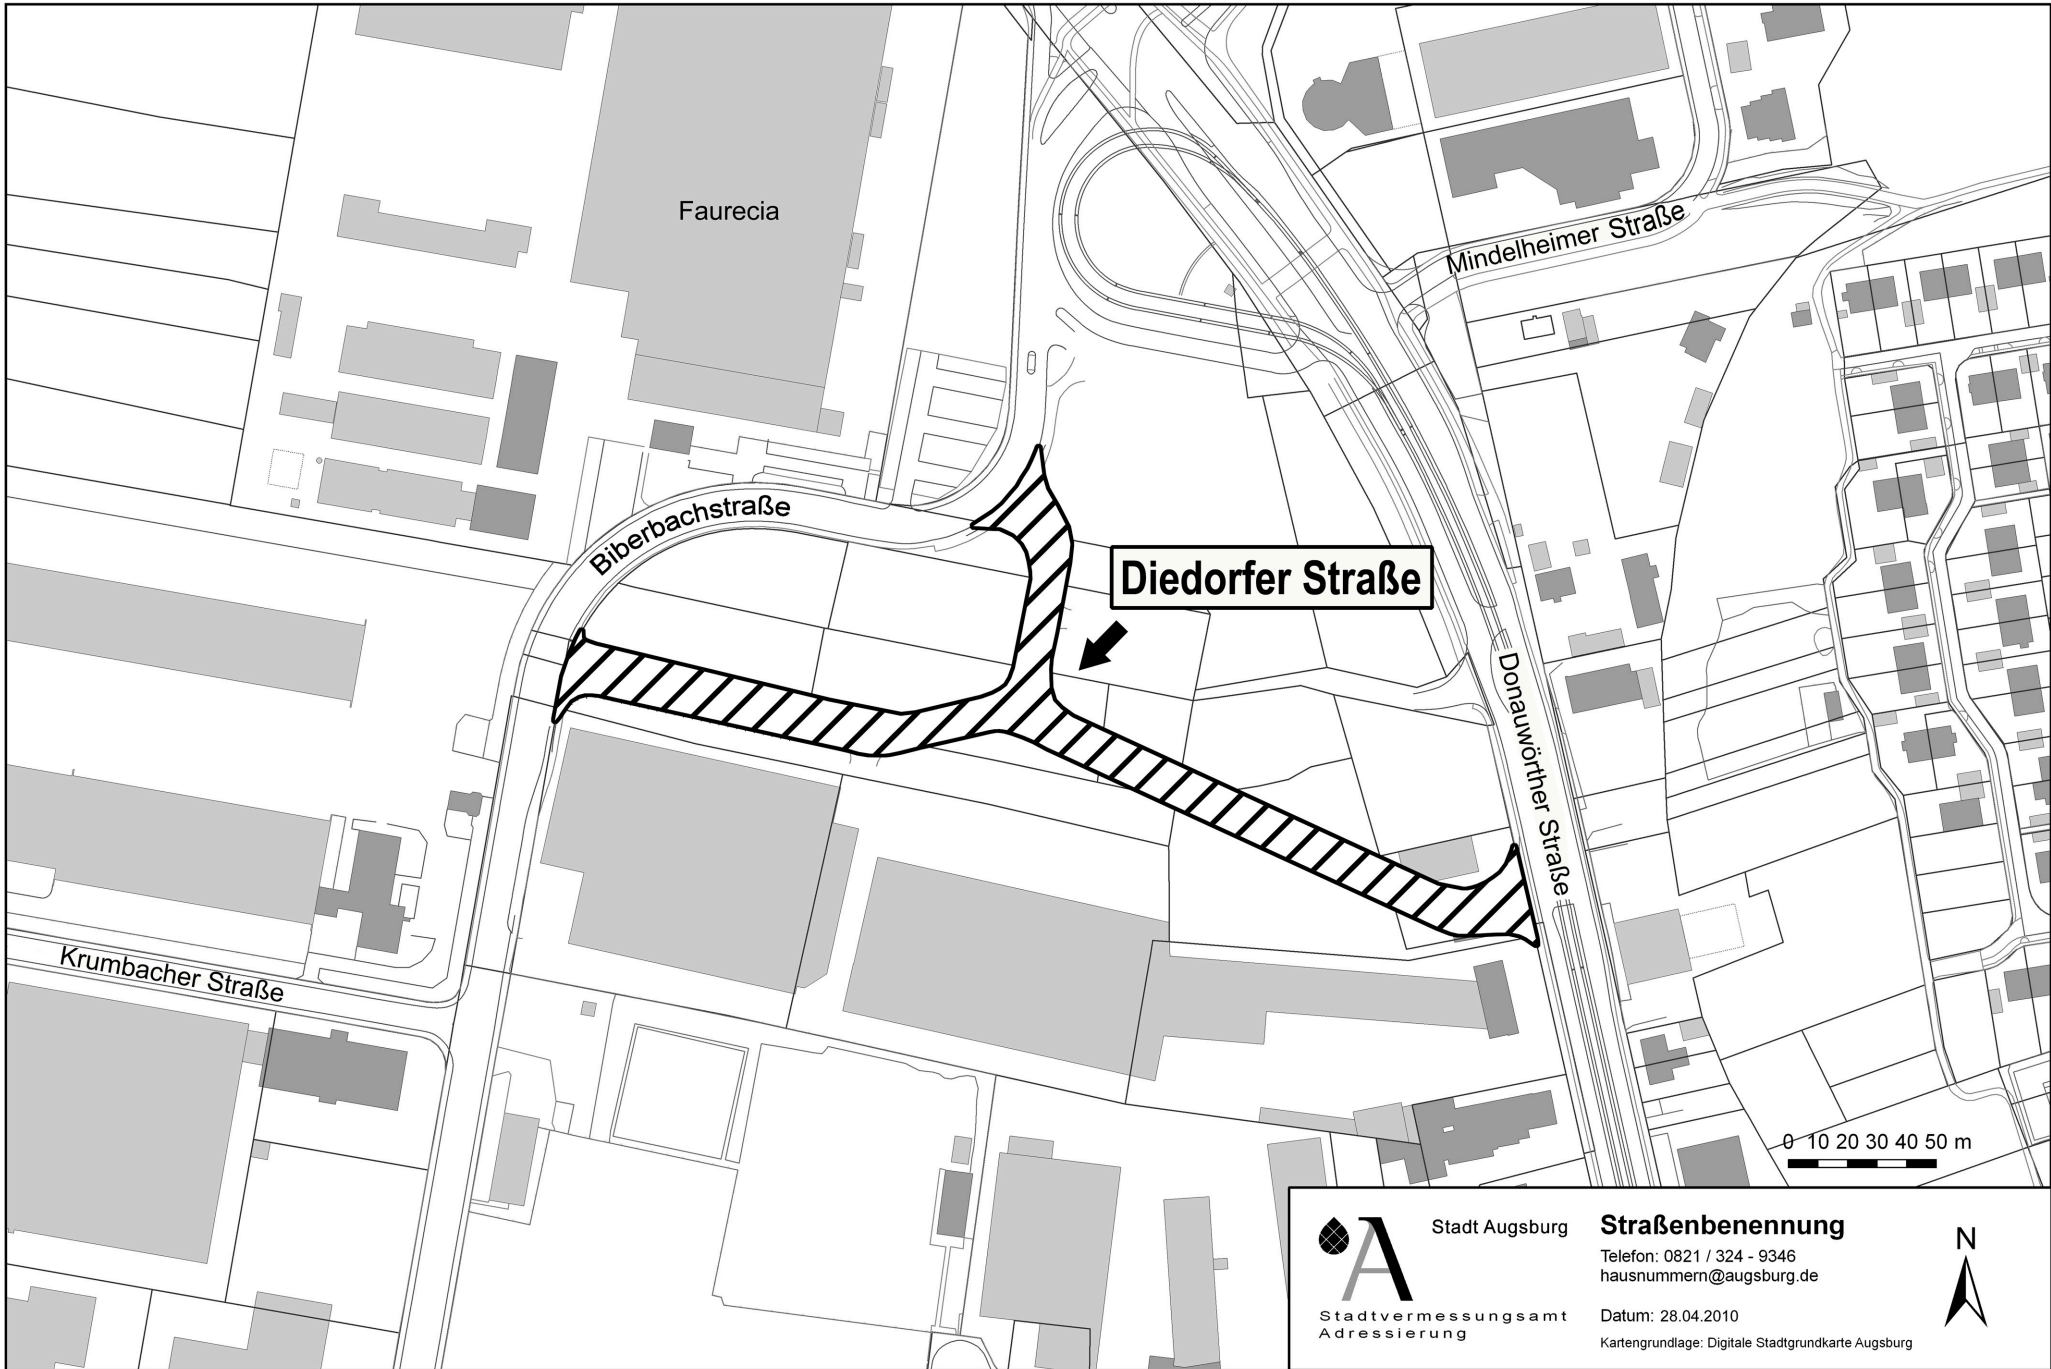 Faurecia
Mindelheimer Straße
Biberbachstraße
Diedorfer Straße
Donauwörther Straße
Krumbacher Straße
0 10 20 30 40 50 m
Stadt Augsburg
A
Stadtvermessungsamt
Adressierung
Straßenbenennung
Telefon: 0821 / 324 - 9346
hausnummern@augsburg.de
Datum: 28.04.2010
Kartengrundlage: Digitale Stadtgrundkarte Augsburg
N